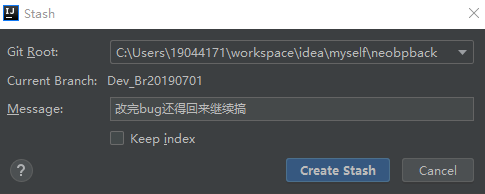 Stash
Git Root: C:\Users\19044171\workspace\idea\myself\neobpback
Current Branch: Dev_Br20190701
Message: 改完bug还得回来继续搞
Keep index
? Create Stash Cancel